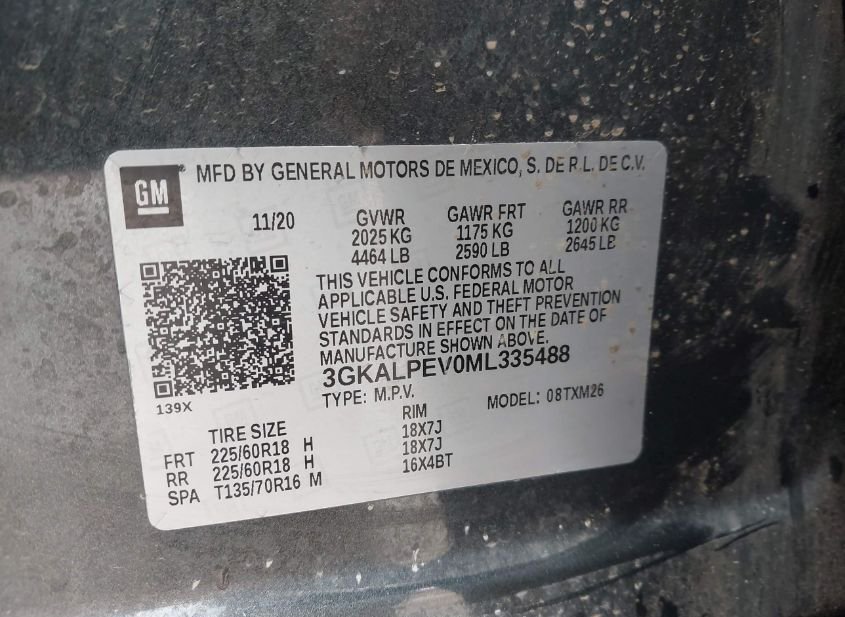 GM® MFD BY GENERAL MOTORS DE MEXICO, S. DE R.L. DE C.V.
11/20 GVWR GAWR FRT GAWR RR
2025 KG 1175 KG 1200 KG
4464 LB 2590 LB 2645 LB
THIS VEHICLE CONFORMS TO ALL
APPLICABLE U.S. FEDERAL MOTOR
VEHICLE SAFETY AND THEFT PREVENTION
STANDARDS IN EFFECT ON THE DATE OF
MANUFACTURE SHOWN ABOVE.
3GKALPEV0ML335488
139X
TYPE: M.P.V. MODEL: 08TXM26
TIRE SIZE RIM
FRT 225/60R18 H 18X7J
RR 225/60R18 H 18X7J
SPA T135/70R16 M 16X4BT